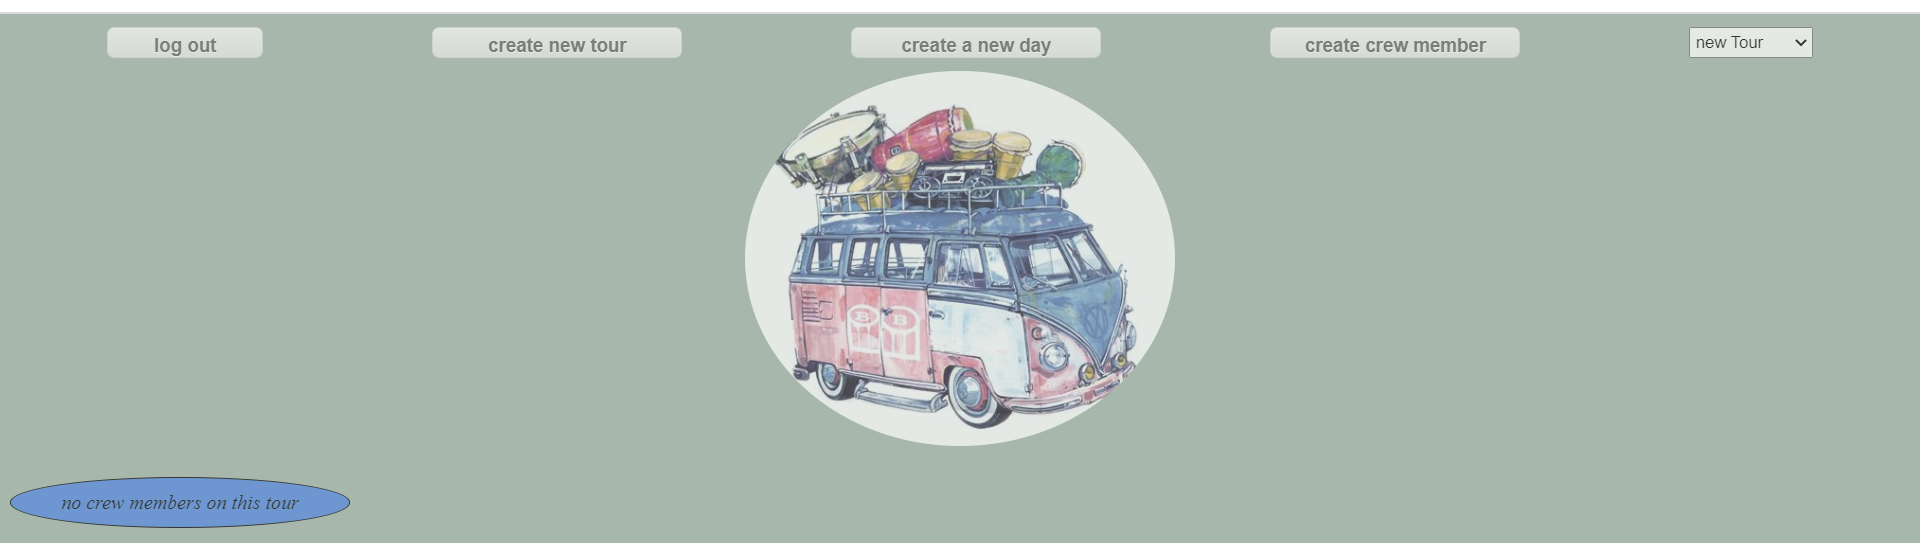 log out
create new tour
create a new day
create crew member
new Tour
B B
no crew members on this tour